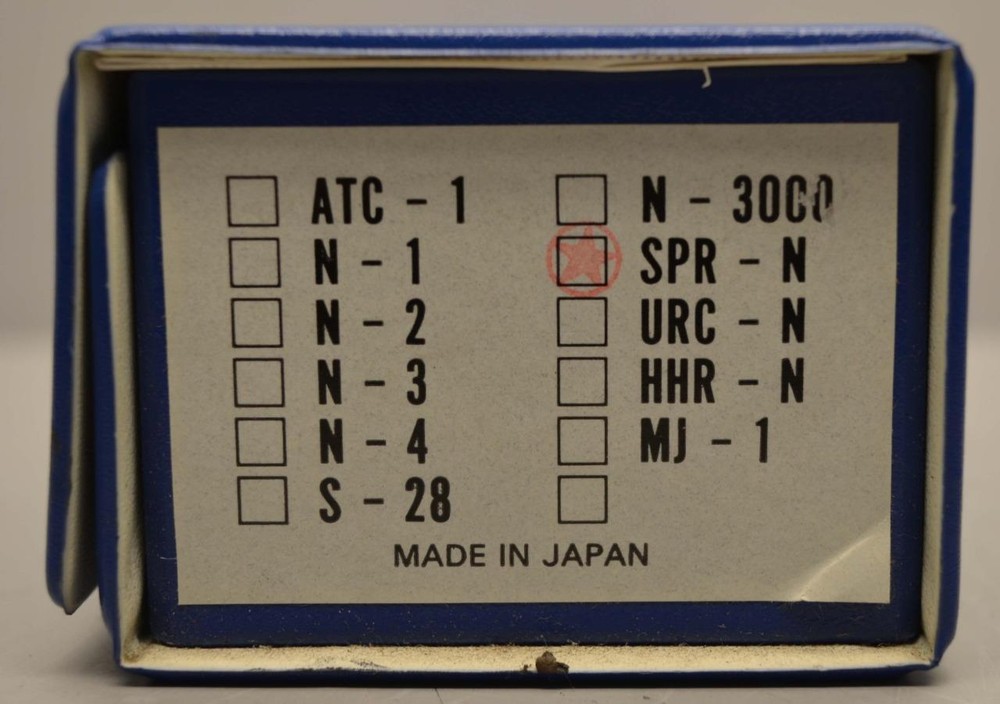 ATC - 1
N - 1
N - 2
N - 3
N - 4
S - 28
N - 3000
SPR - N
URC - N
HHR - N
MJ - 1
MADE IN JAPAN